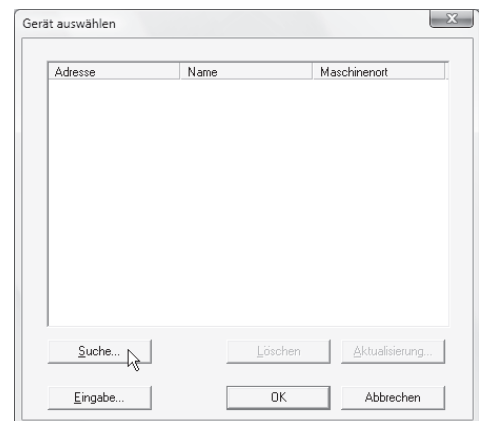 Gerät auswählen
Adresse Name Maschinenort
Suche... Löschen Aktualisierung...
Eingabe... OK Abbrechen